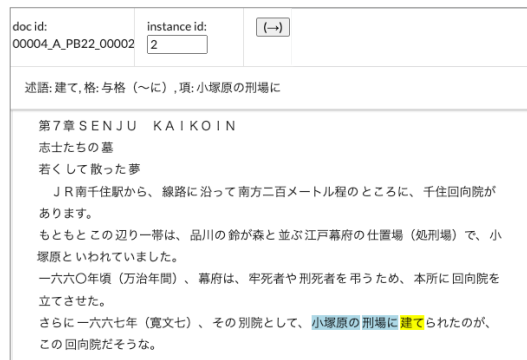 doc id:
00004_A_PB22_00002
instance id:
2
(→)
述語: 建て, 格: 与格（〜に）, 項: 小塚原の刑場に
第7章ＳＥＮＪＵ　ＫＡＩＫＯＩＮ
志士たちの墓
若くして散った夢
　ＪＲ南千住駅から、線路に沿って南方二百メートル程のところに、千住回向院が
あります。
もともとこの辺り一帯は、品川の鈴が森と並ぶ江戸幕府の仕置場（処刑場）で、小
塚原といわれていました。
一六六〇年頃（万治年間）、幕府は、牢死者や刑死者を弔うため、本所に回向院を
立てさせた。
さらに一六六七年（寛文七）、その別院として、小塚原の刑場に建てられたのが、
この回向院だそうな。